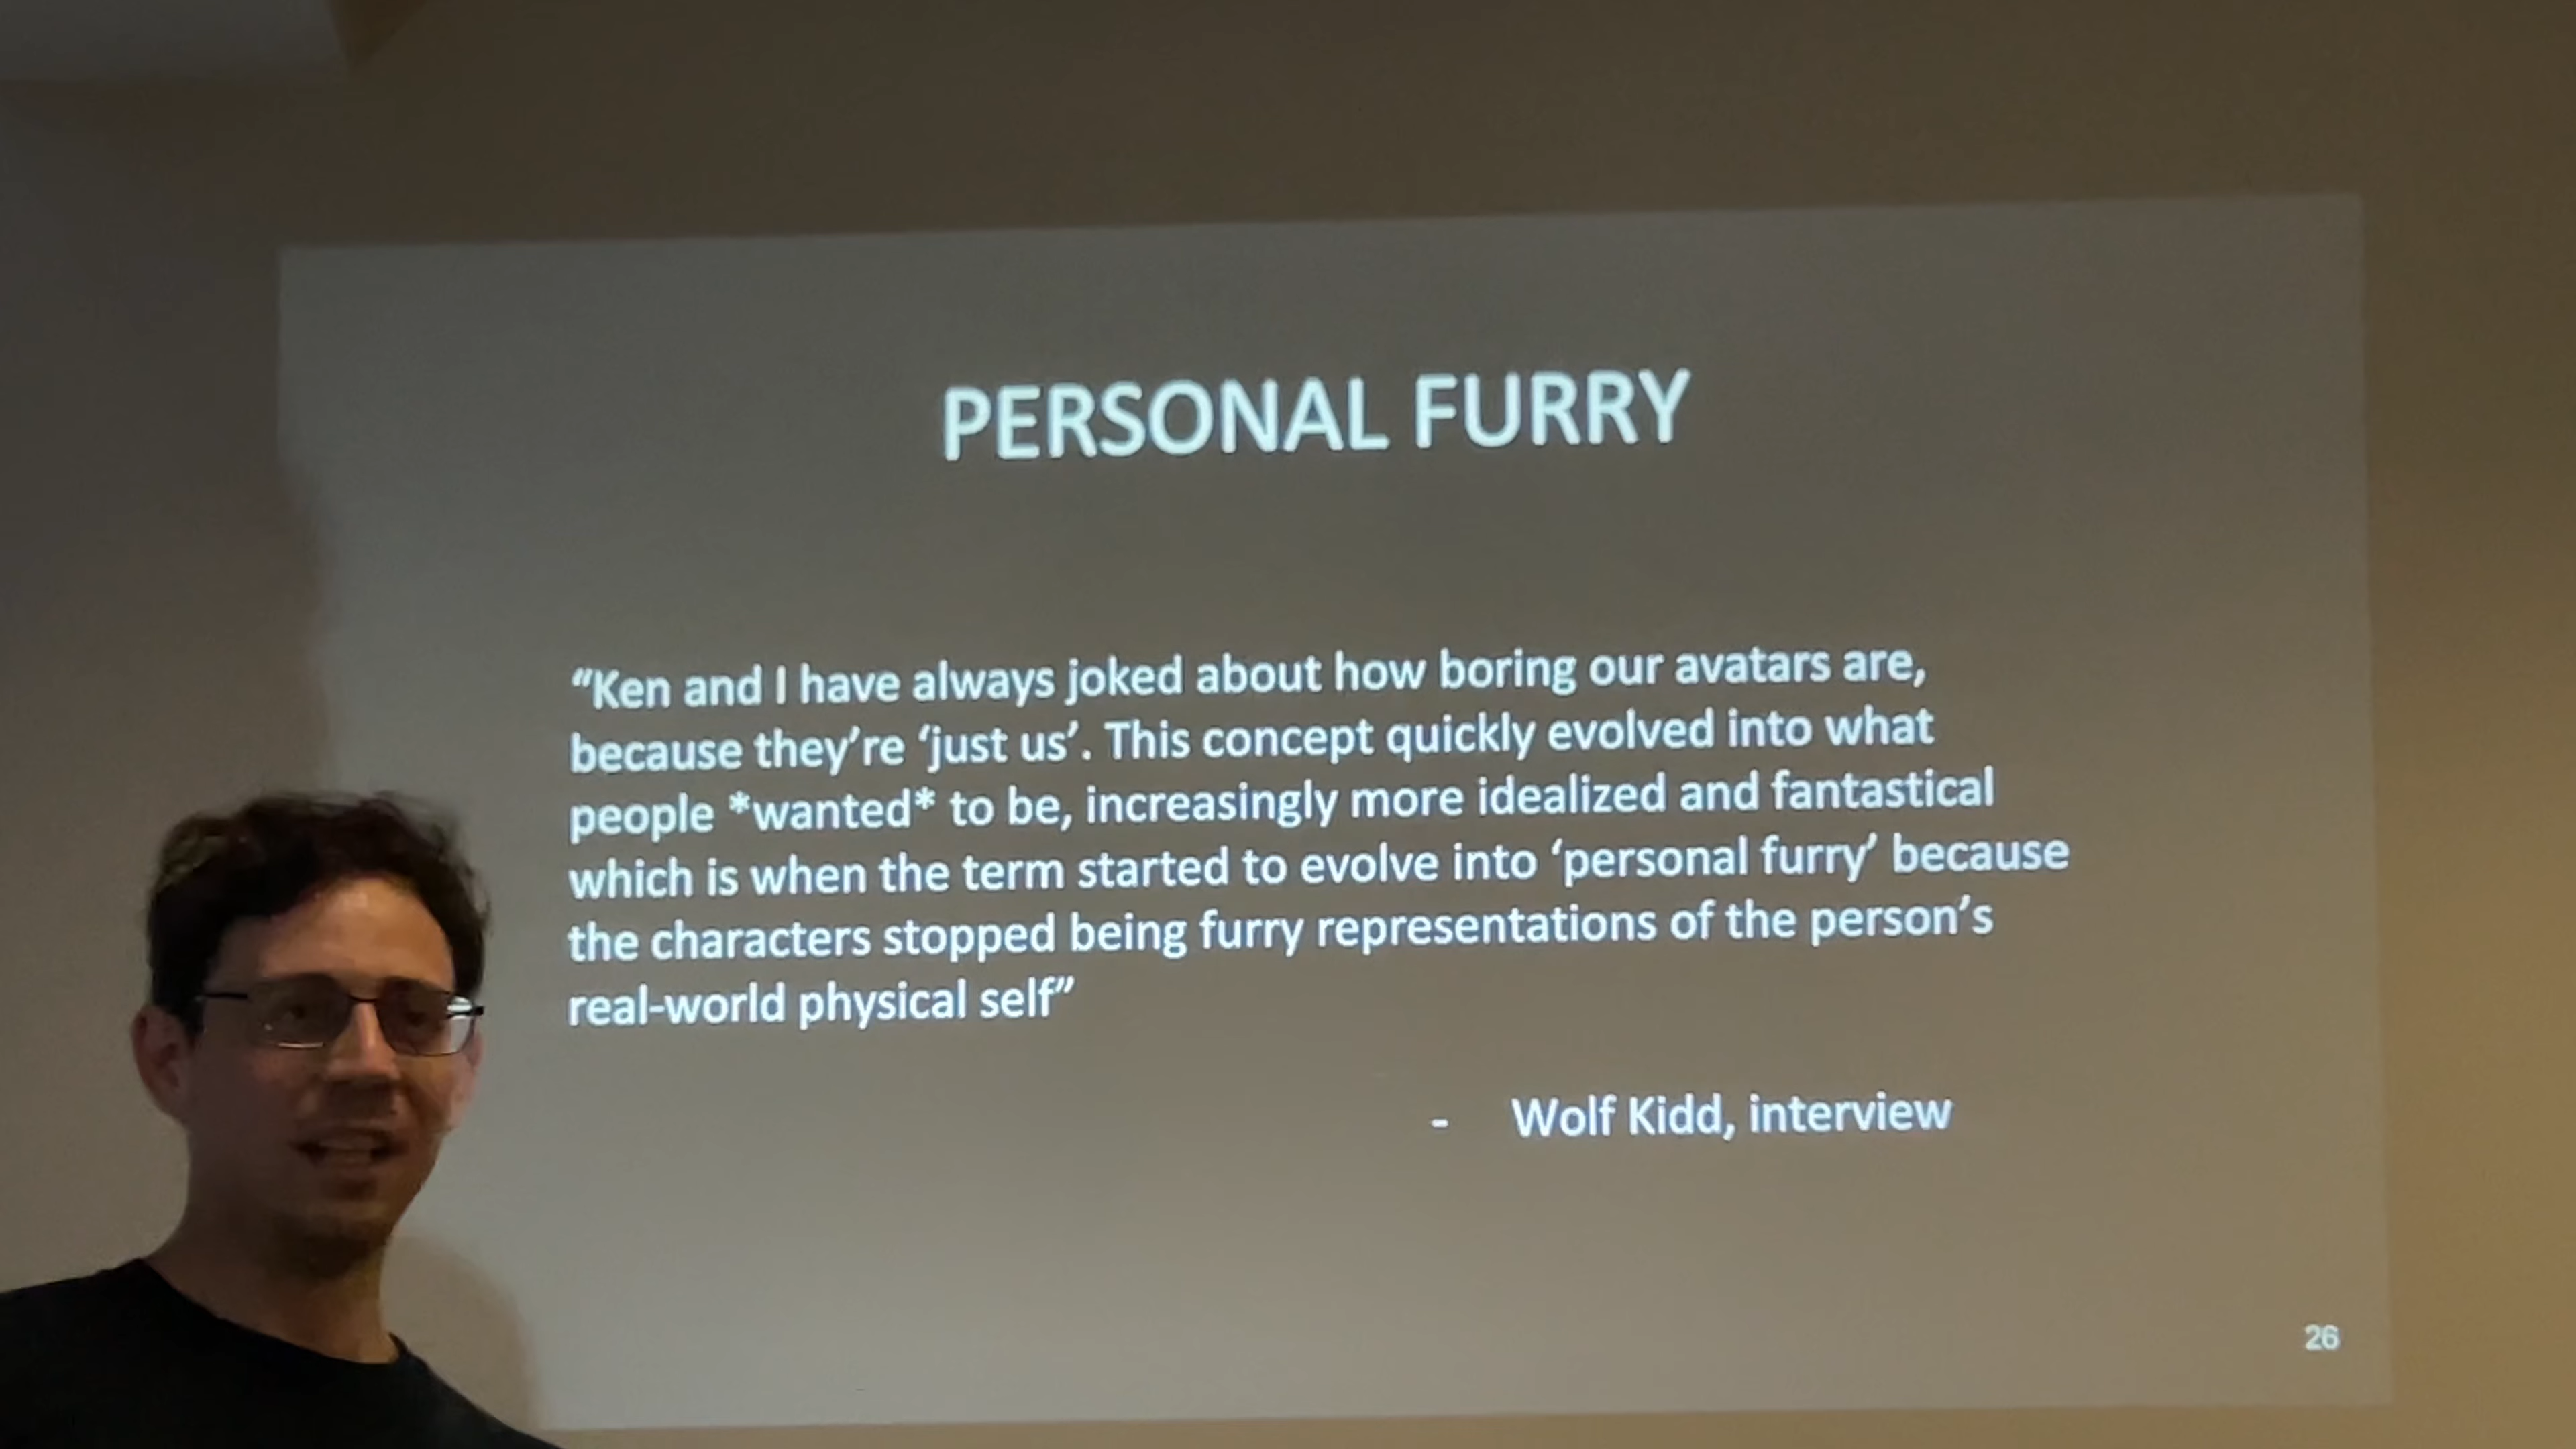 PERSONAL FURRY
“Ken and I have always joked about how boring our avatars are,
because they’re ‘just us’. This concept quickly evolved into what
people *wanted* to be, increasingly more idealized and fantastical
which is when the term started to evolve into ‘personal furry’ because
the characters stopped being furry representations of the person’s
real-world physical self”
- Wolf Kidd, interview
26